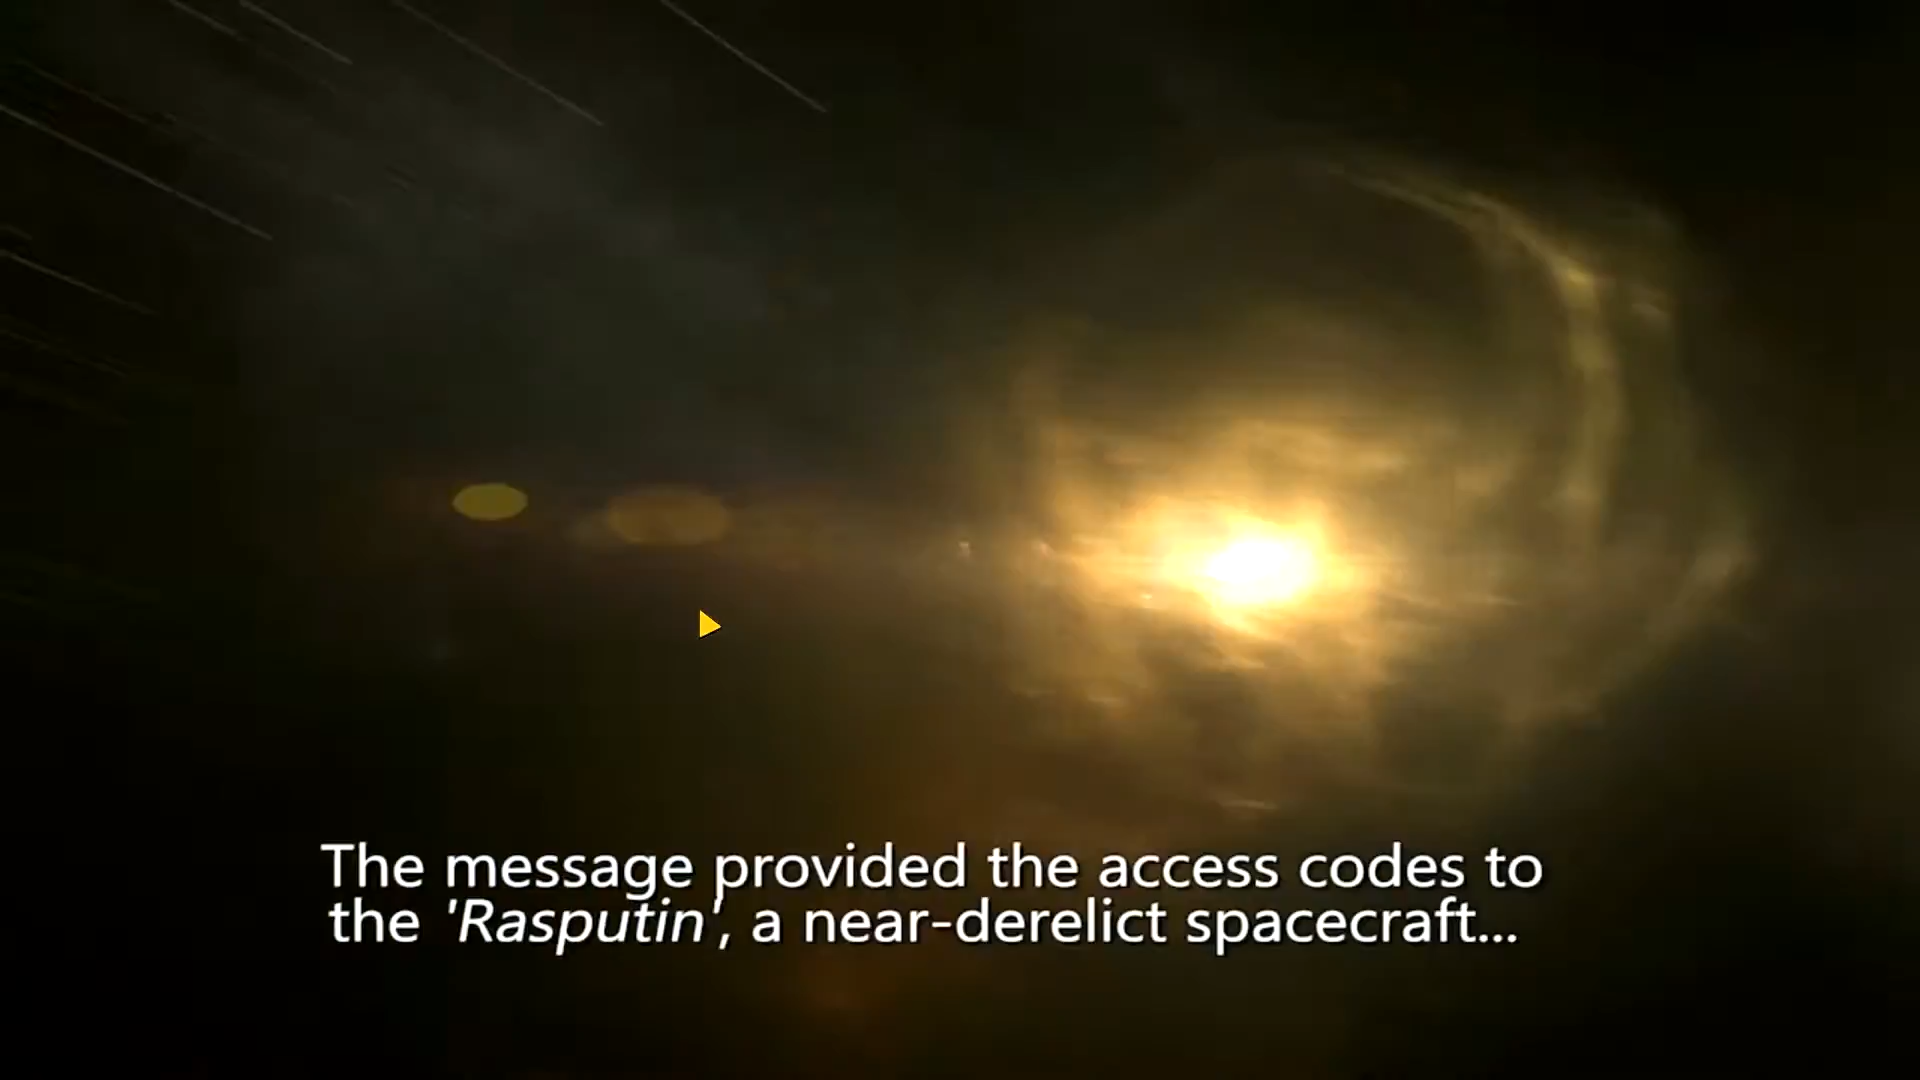 The message provided the access codes to
the 'Rasputin', a near-derelict spacecraft...